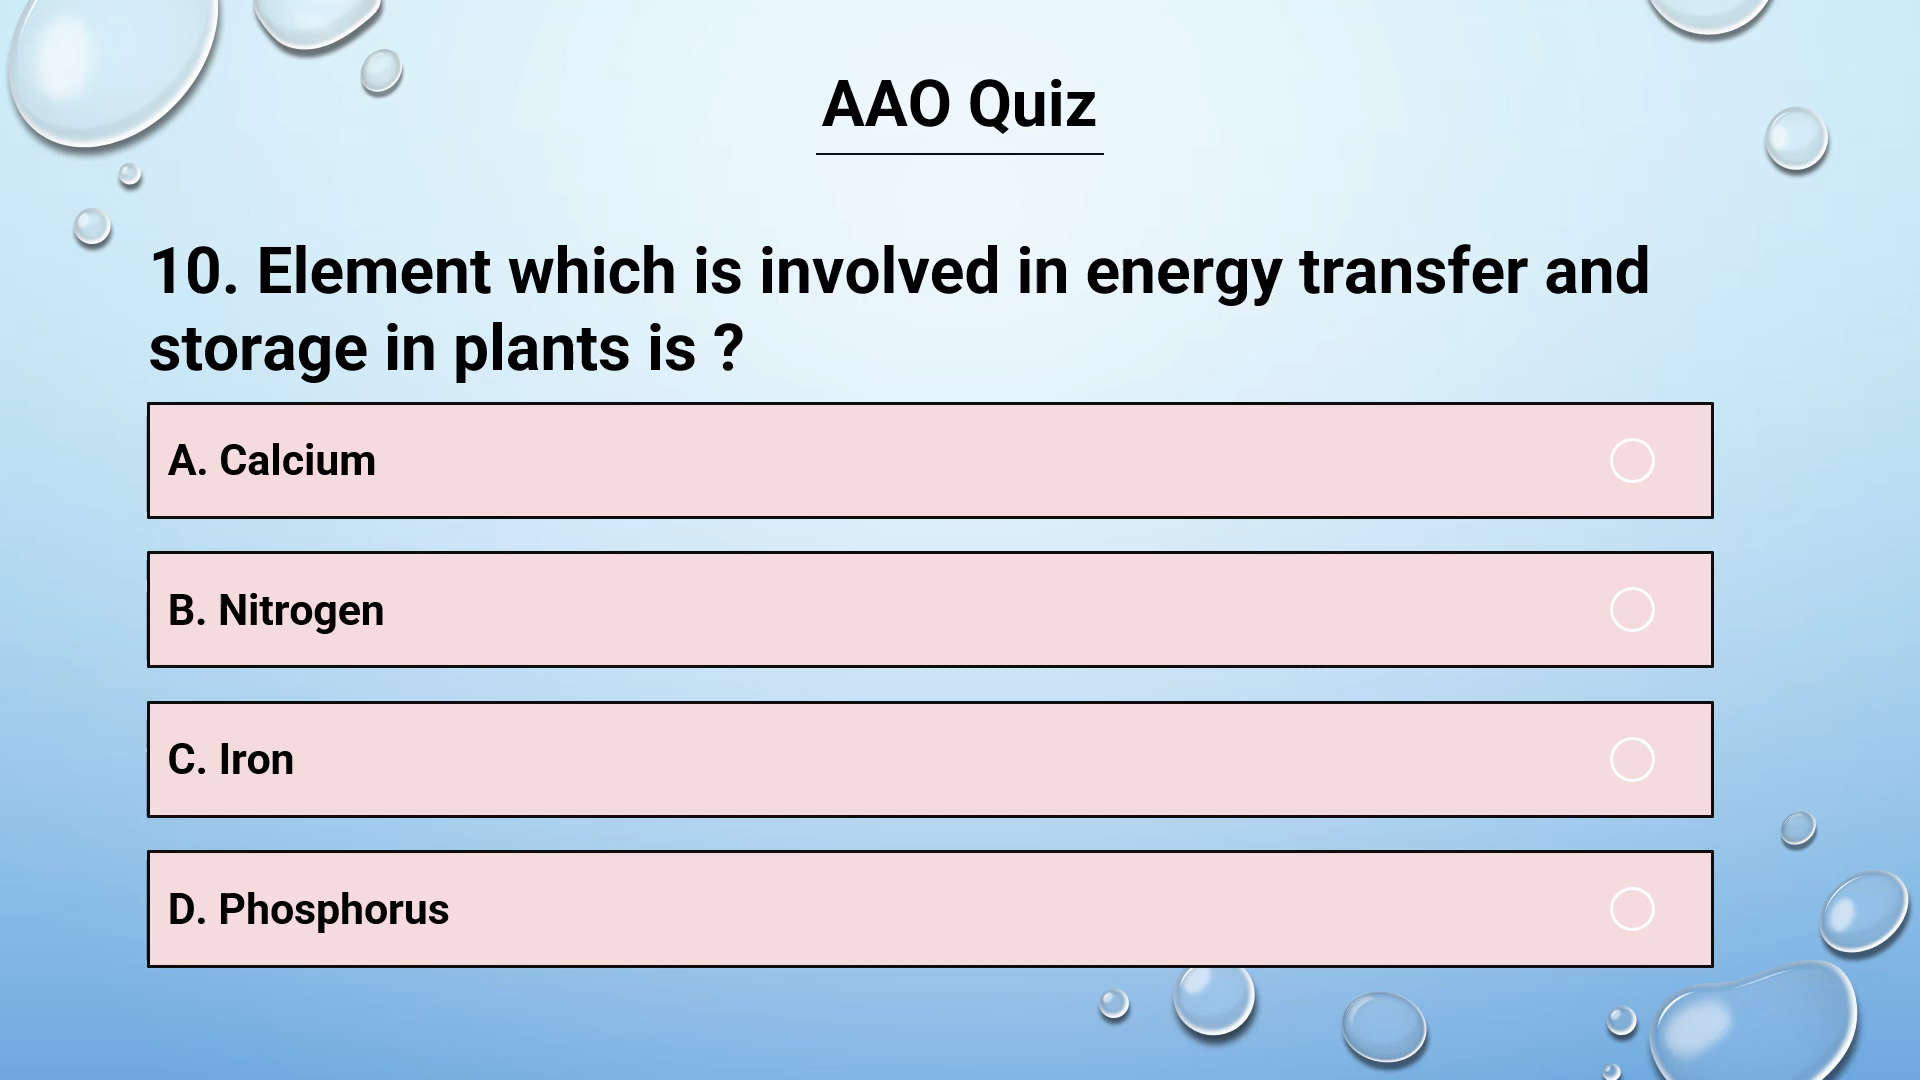 AAO Quiz
10. Element which is involved in energy transfer and
storage in plants is ?
A. Calcium
B. Nitrogen
C. Iron
D. Phosphorus